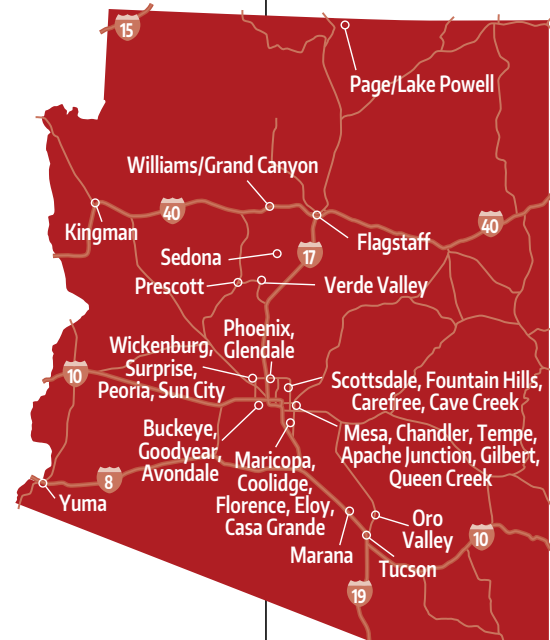 15
Page/Lake Powell
Williams/Grand Canyon
40
40
Kingman
Flagstaff
17
Sedona
Prescott
Verde Valley
Phoenix,
Glendale
Wickenburg,
Surprise,
Peoria, Sun City
10
Scottsdale, Fountain Hills,
Carefree, Cave Creek
Buckeye,
Goodyear,
Avondale
Mesa, Chandler, Tempe,
Apache Junction, Gilbert,
Queen Creek
Maricopa,
Coolidge,
Florence, Eloy,
Casa Grande
8
Yuma
Oro
Valley
10
Marana
Tucson
19